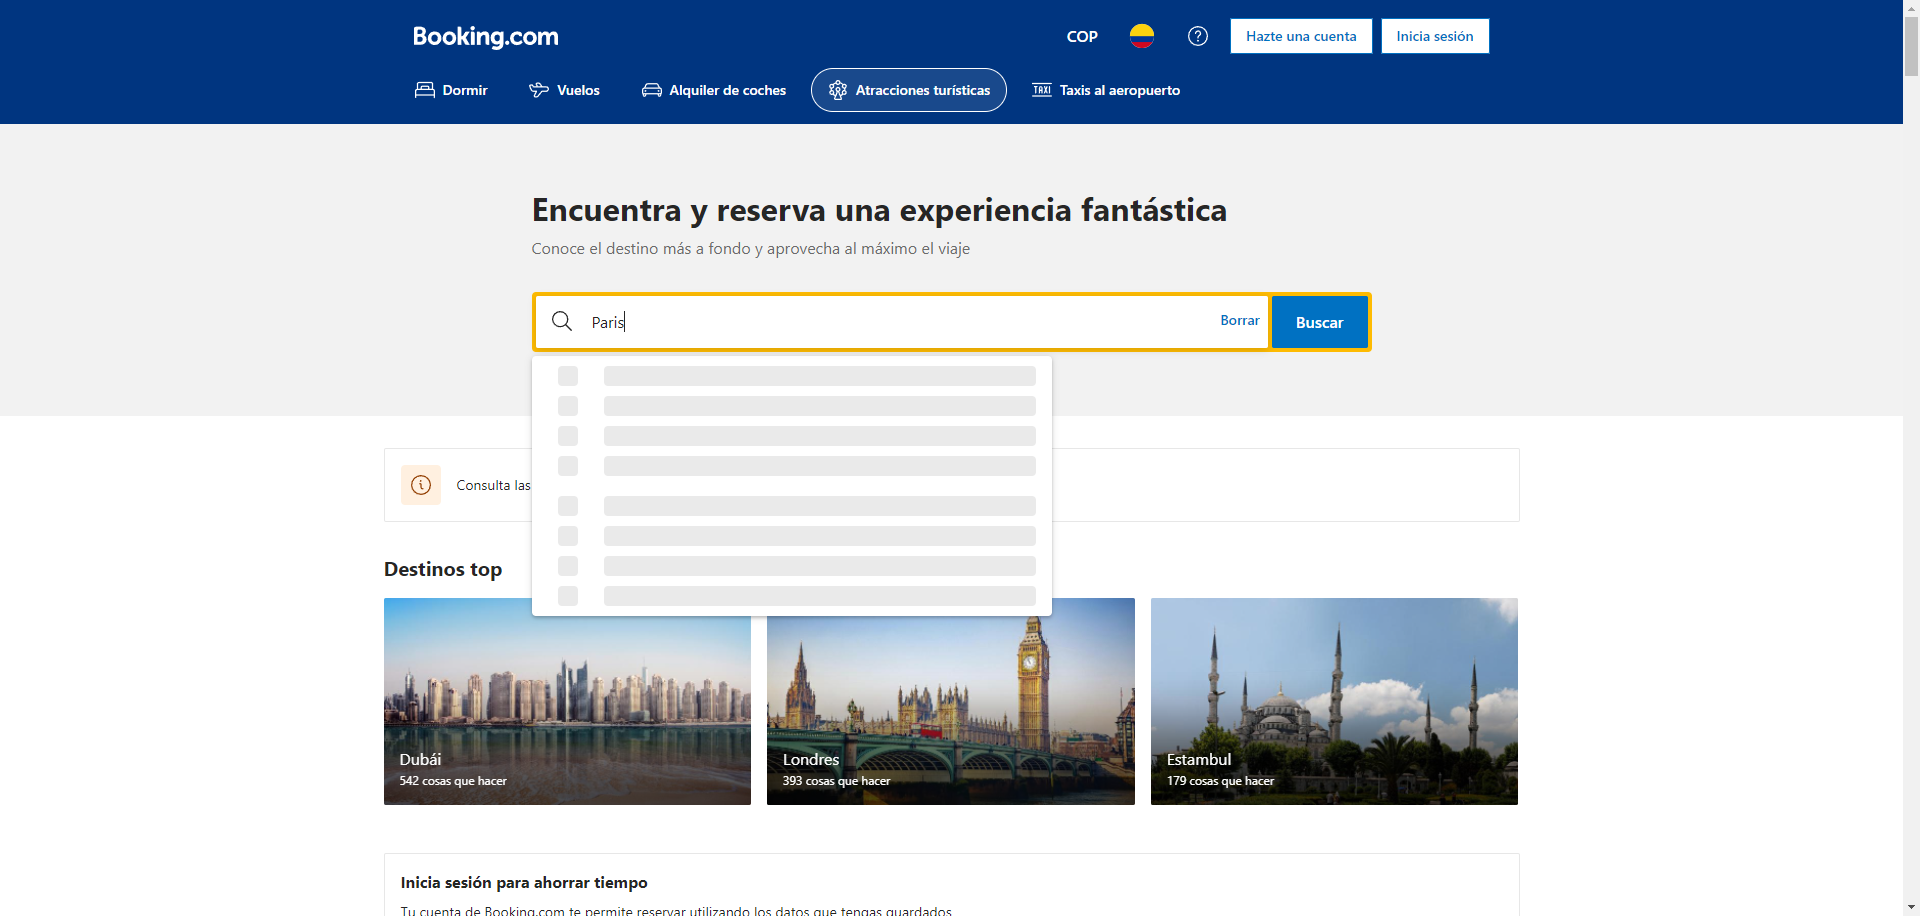 Booking.com
COP
Hazte una cuenta
Inicia sesión
Dormir
Vuelos
Alquiler de coches
Atracciones turísticas
TAXI
Taxis al aeropuerto
Encuentra y reserva una experiencia fantástica
Conoce el destino más a fondo y aprovecha al máximo el viaje
Paris
Borrar
Buscar
Consulta las
Destinos top
Dubái
542 cosas que hacer
Londres
393 cosas que hacer
Estambul
179 cosas que hacer
Inicia sesión para ahorrar tiempo
Tu cuenta de Booking.com te permite reservar utilizando los datos que tengas guardados